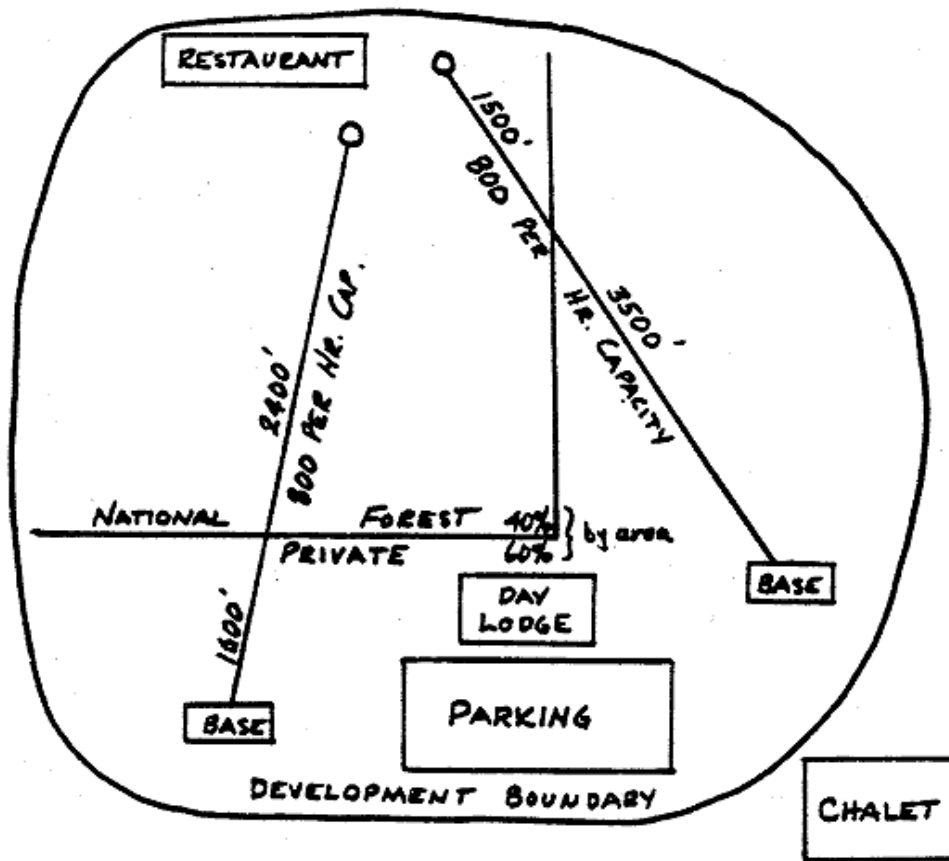 RESTAURANT
1500'
800 PER
HR. CAPACITY
3500'
2400'
800 PER HR. CAP.
NATIONAL FOREST 40%
PRIVATE 60%
by area
1600'
BASE
DAY
LODGE
BASE
PARKING
DEVELOPMENT BOUNDARY
CHALET